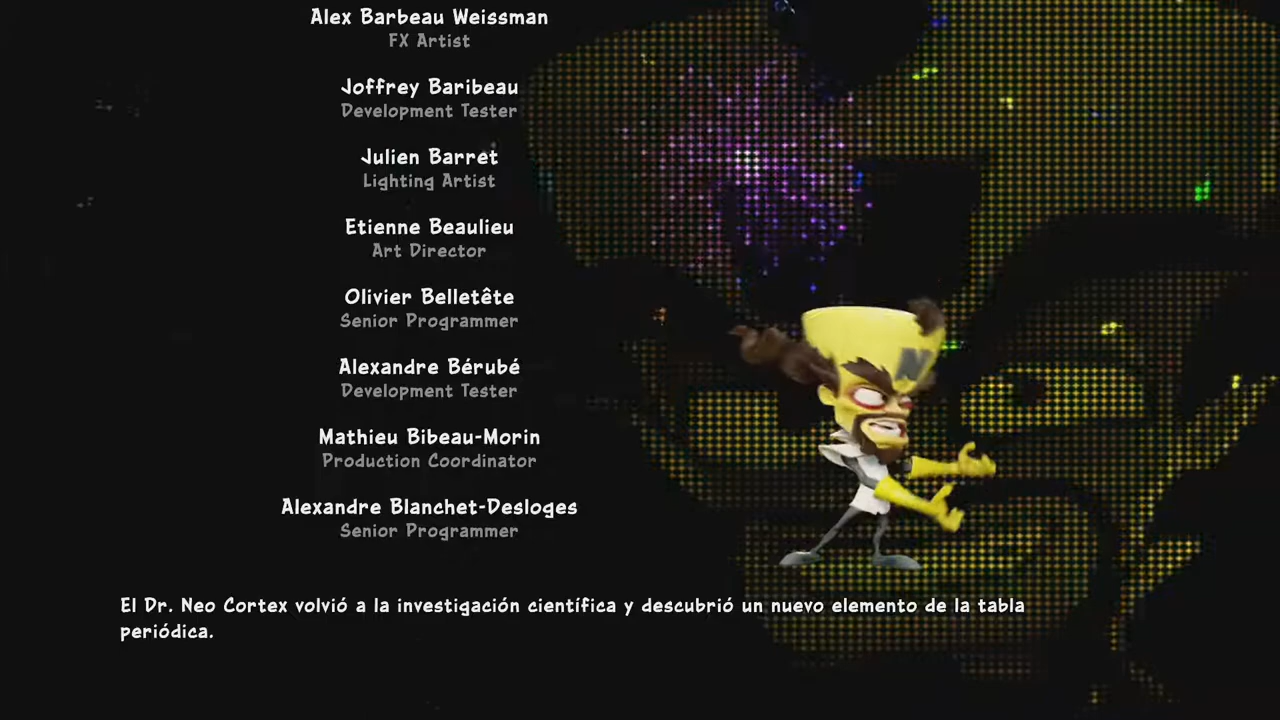 Alex Barbeau Weissman
FX Artist
Joffrey Baribeau
Development Tester
Julien Barret
Lighting Artist
Etienne Beaulieu
Art Director
Olivier Belletête
Senior Programmer
Alexandre Bérubé
Development Tester
Mathieu Bibeau-Morin
Production Coordinator
Alexandre Blanchet-Desloges
Senior Programmer
N
El Dr. Neo Cortex volvió a la investigación científica y descubrió un nuevo elemento de la tabla
periódica.